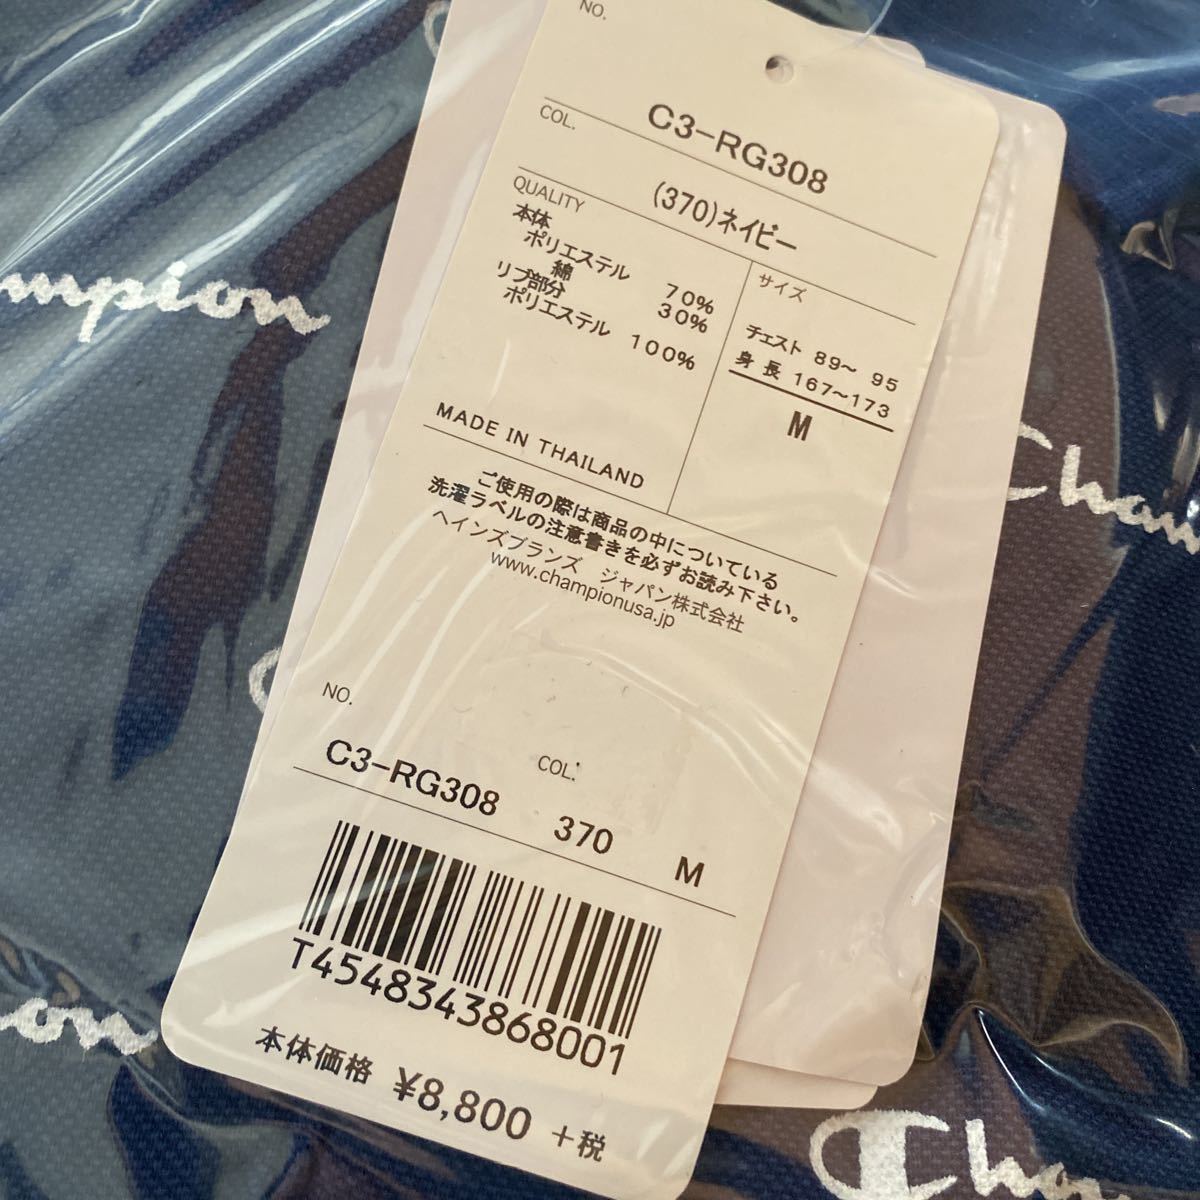 NO.
C3-RG308
COL.
(370)ネイビー
QUALITY
本体
ポリエステル 70%
綿 30%
リブ部分
ポリエステル 100%
サイズ
チェスト 89〜 95
身長 167〜173
M
MADE IN THAILAND
ご使用の際は商品の中についている
洗濯ラベルの注意書きを必ずお読み下さい。
ヘインズブランズ ジャパン株式会社
www.championusa.jp
NO.
C3-RG308
COL.
370
M
T4548343868001
本体価格 ¥8,800 +税
mpion
Cham
on
Cham